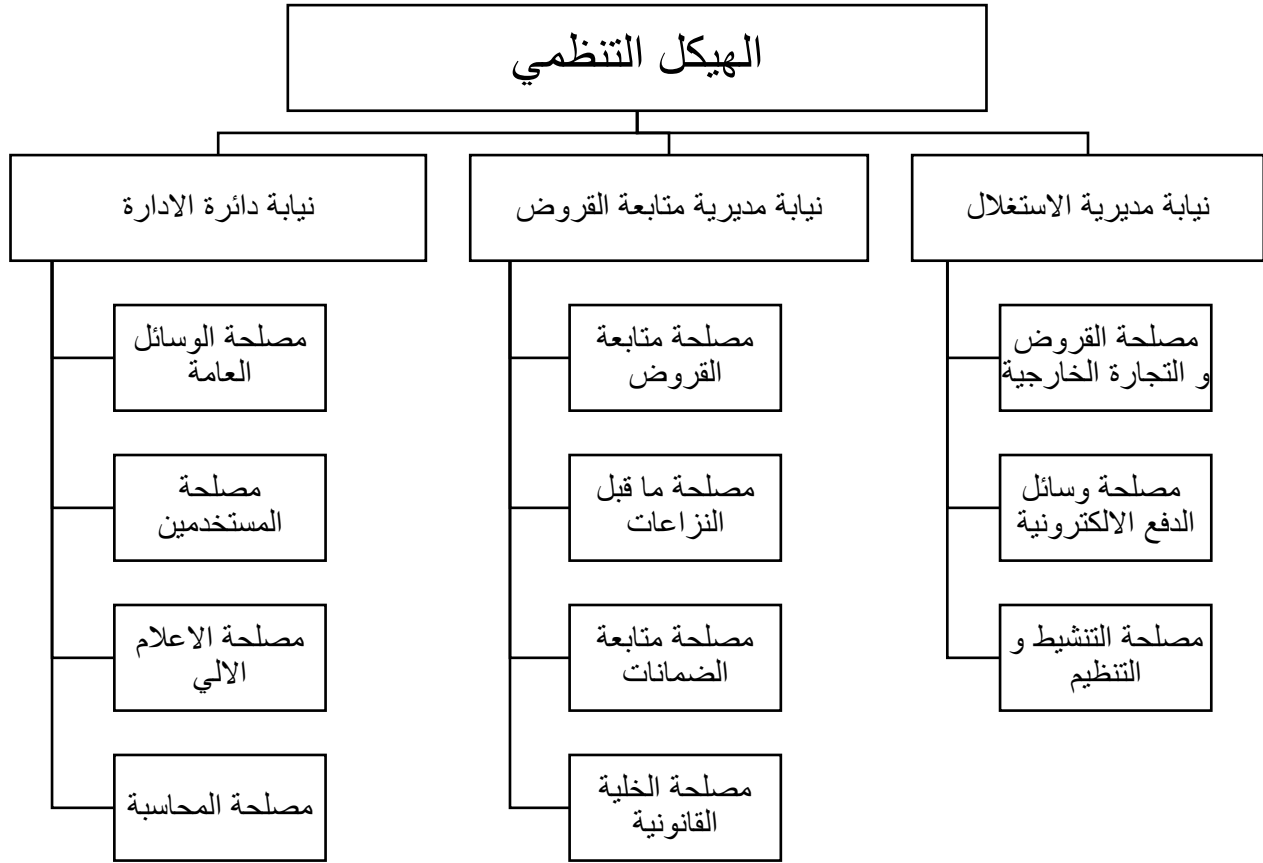 الهيكل التنظمي
نيابة مديرية الاستغلال
مصلحة القروض
و التجارة الخارجية
مصلحة وسائل
الدفع الالكترونية
مصلحة التنشيط و
التنظيم
نيابة مديرية متابعة القروض
مصلحة متابعة
القروض
مصلحة ما قبل
النزاعات
مصلحة متابعة
الضمانات
مصلحة الخلية
القانونية
نيابة دائرة الادارة
مصلحة الوسائل
العامة
مصلحة
المستخدمين
مصلحة الاعلام
الالي
مصلحة المحاسبة